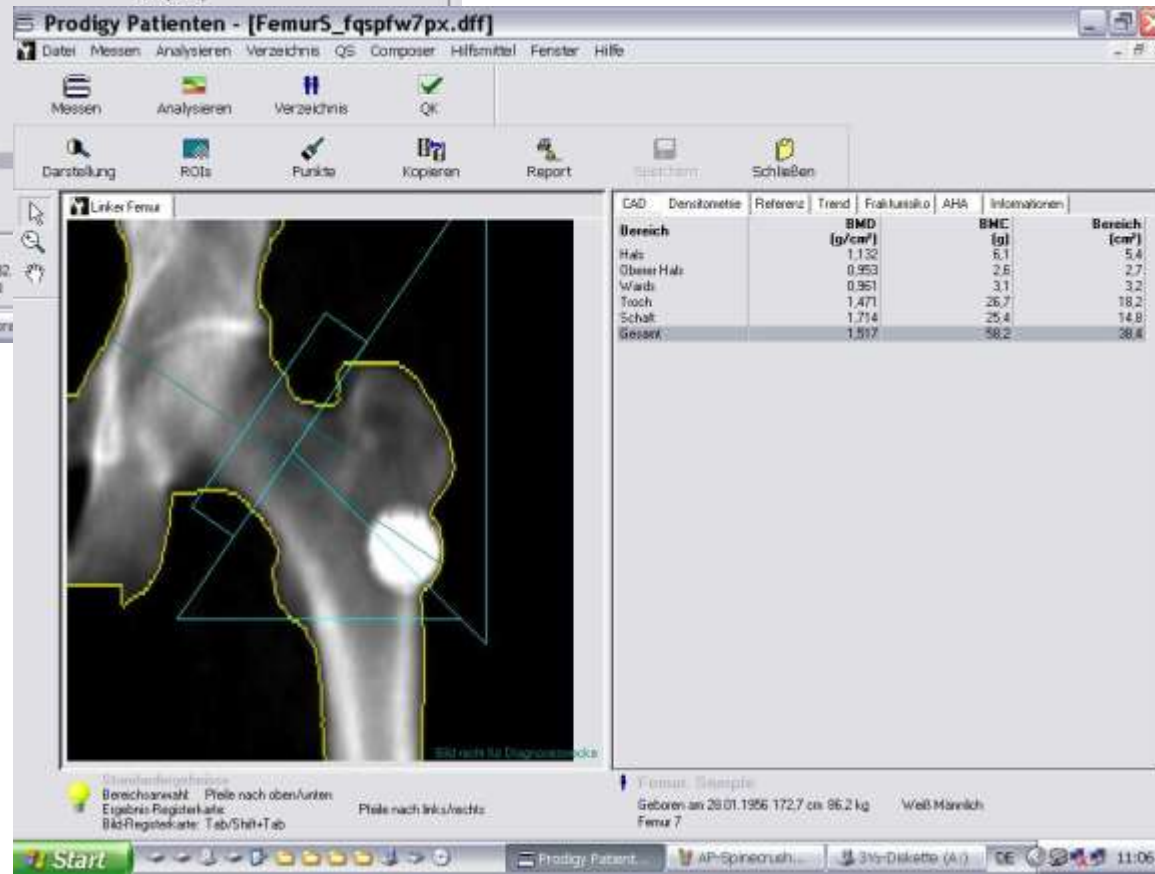 Prodigy Patienten - [FemurS_fqspfw7px.dff]
Datei Messen Analysieren Verzeichnis QS Composer Hilfsmittel Fenster Hilfe
Messen Analysieren Verzeichnis QK
Darstellung ROIs Punkte Kopieren Report Speichern Schließen
Linker Femur
CAD Densitometrie Referenz Trend Frakturrisiko AHA Informationen
Bereich BMD (g/cm²) BMC (g) Bereich (cm²)
Hals 1,132 6,1 5,4
Oberer Hals 0,953 2,6 2,7
Wards 0,961 3,1 3,2
Troch 1,471 26,7 18,2
Schaft 1,714 25,4 14,8
Gesamt 1,517 58,2 38,4
Bild nicht für Diagnosezwecke
Standardergebnisse
Bereichsanwahl Pfeile nach oben/unten
Ergebnis-Registerkarte: Pfeile nach links/rechts
Bild-Registerkarte: Tab/Shift+Tab
Femur, Sample
Geboren am 28.01.1956 172,7 cm 86,2 kg Weiß Männlich
Femur 7
Start Prodigy Patient... AP-Spinecrush... 3½-Diskette (A:) DE 11:06